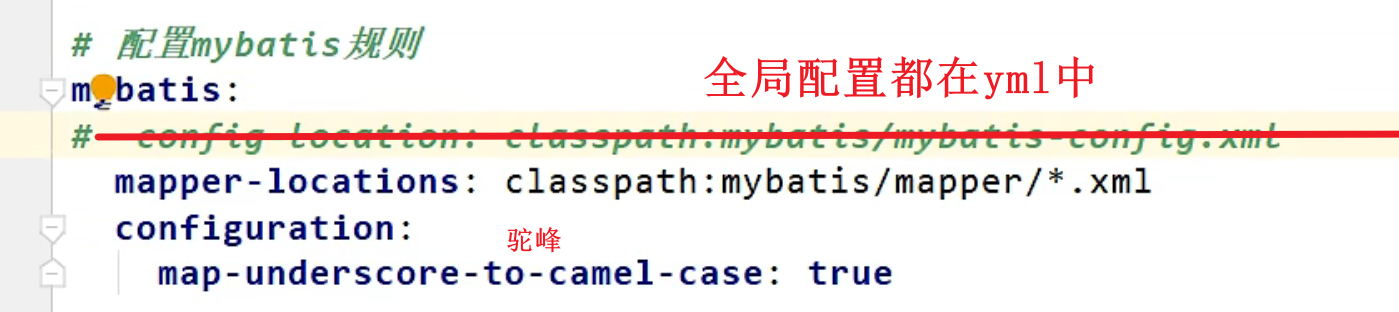 # 配置mybatis规则
全局配置都在yml中
mybatis:
#  config-location: classpath:mybatis/mybatis-config.xml
mapper-locations: classpath:mybatis/mapper/*.xml
configuration:
驼峰
map-underscore-to-camel-case: true